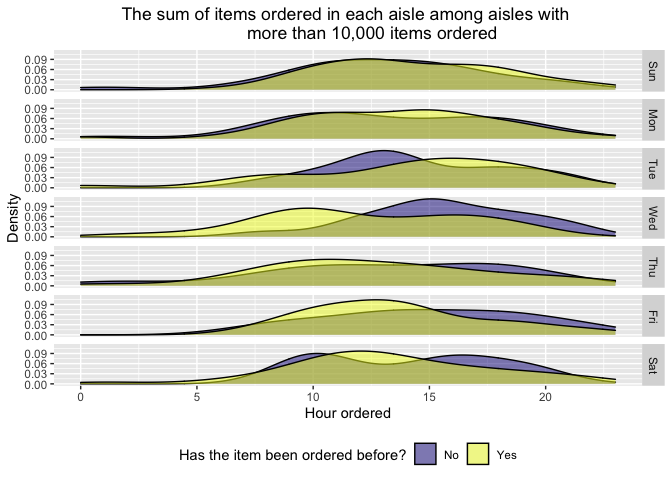 The sum of items ordered in each aisle among aisles with
more than 10,000 items ordered
Density
0.09
0.06
0.03
0.00
Sun
0.09
0.06
0.03
0.00
Mon
0.09
0.06
0.03
0.00
Tue
0.09
0.06
0.03
0.00
Wed
0.09
0.06
0.03
0.00
Thu
0.09
0.06
0.03
0.00
Fri
0.09
0.06
0.03
0.00
Sat
0 5 10 15 20
Hour ordered
Has the item been ordered before? No Yes